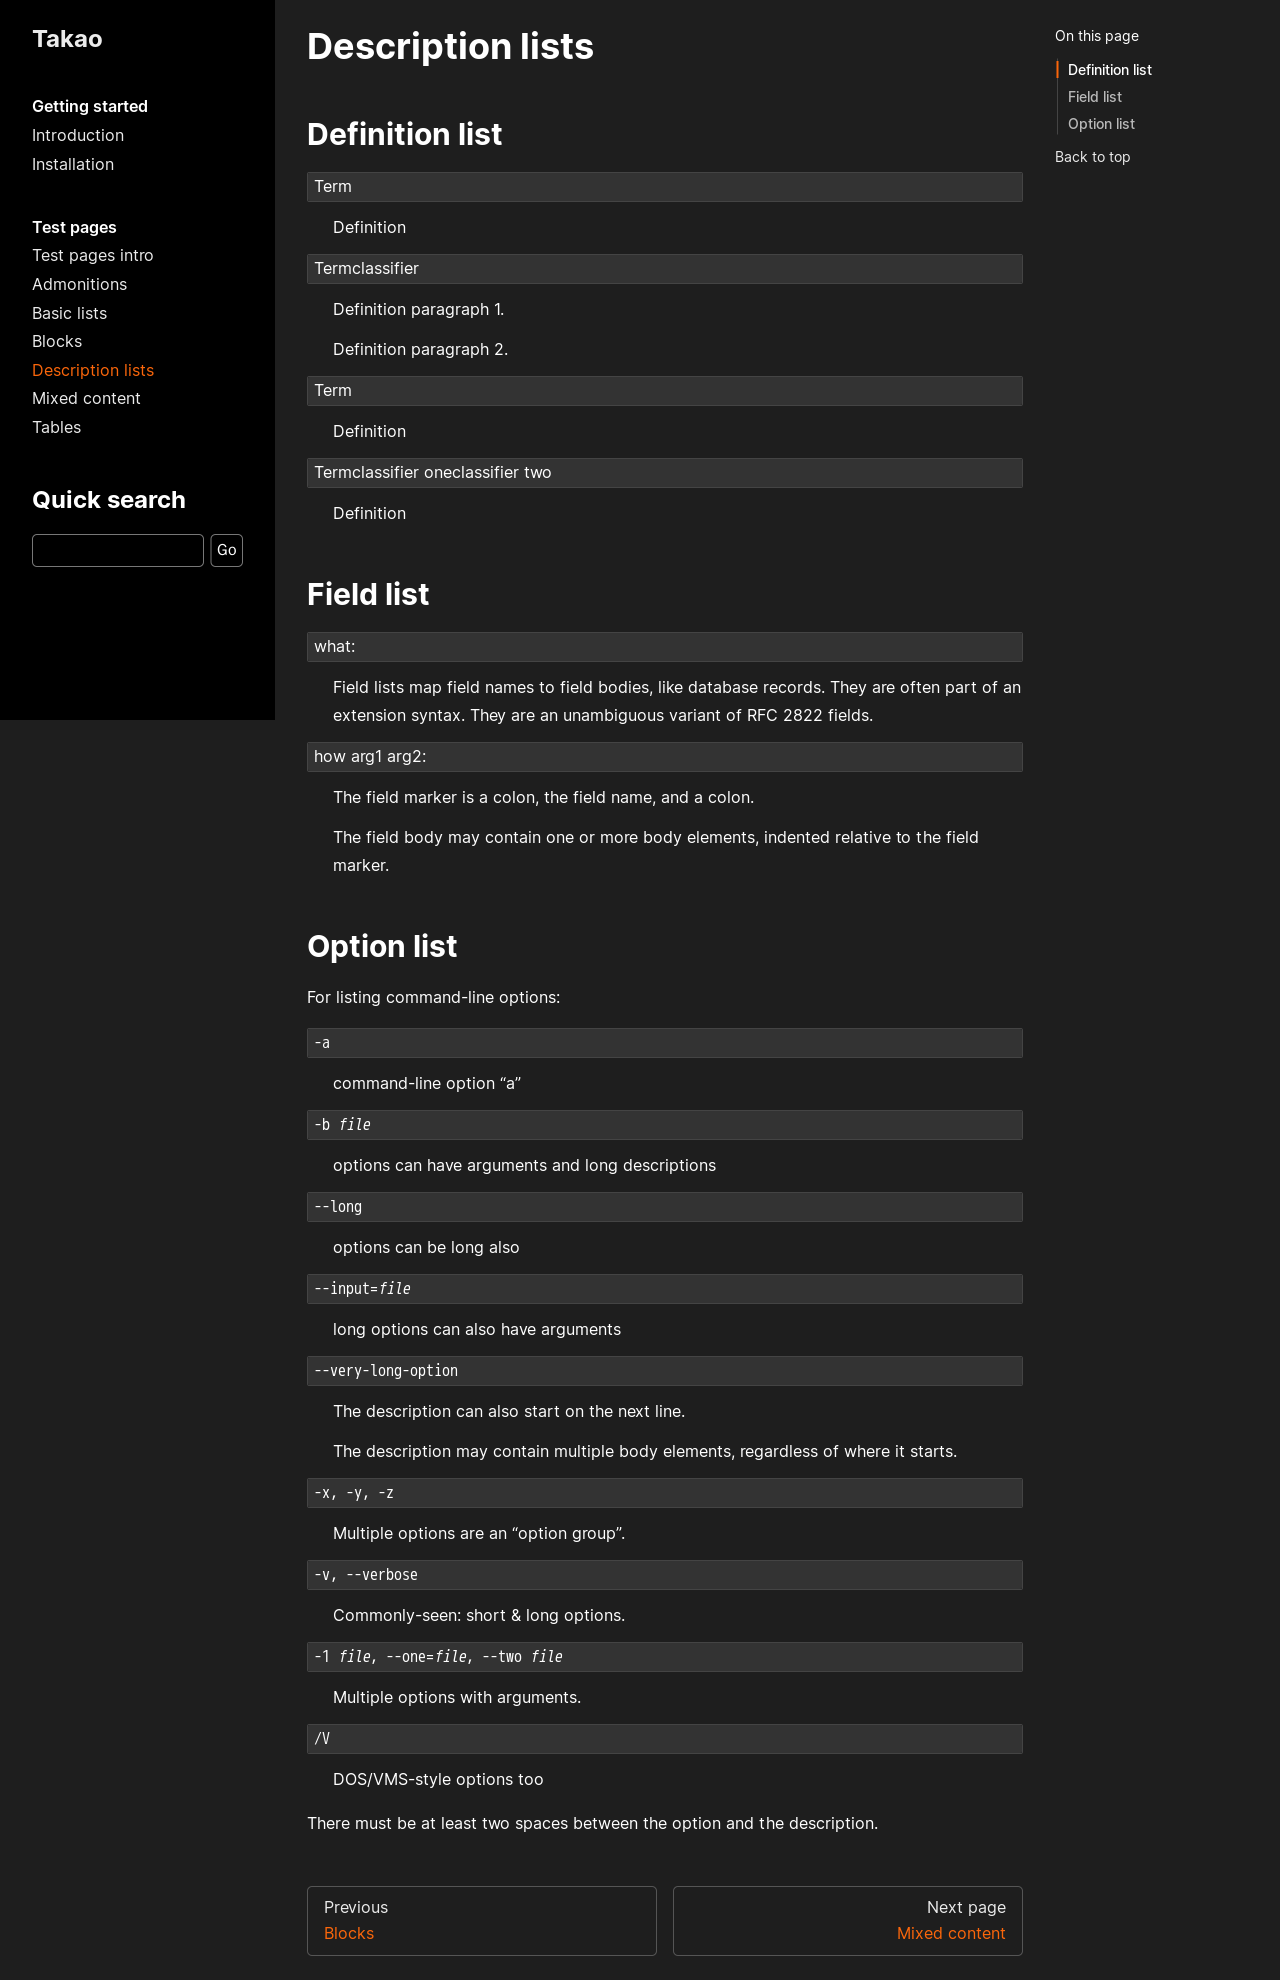 Takao
Getting started
Introduction
Installation
Test pages
Test pages intro
Admonitions
Basic lists
Blocks
Description lists
Mixed content
Tables
Quick search
Go
Description lists
Definition list
Term
Definition
Termclassifier
Definition paragraph 1.
Definition paragraph 2.
Term
Definition
Termclassifier oneclassifier two
Definition
Field list
what:
Field lists map field names to field bodies, like database records. They are often part of an
extension syntax. They are an unambiguous variant of RFC 2822 fields.
how arg1 arg2:
The field marker is a colon, the field name, and a colon.
The field body may contain one or more body elements, indented relative to the field
marker.
Option list
For listing command-line options:
-a
command-line option “a”
-b file
options can have arguments and long descriptions
--long
options can be long also
--input=file
long options can also have arguments
--very-long-option
The description can also start on the next line.
The description may contain multiple body elements, regardless of where it starts.
-x, -y, -z
Multiple options are an “option group”.
-v, --verbose
Commonly-seen: short & long options.
-1 file, --one=file, --two file
Multiple options with arguments.
/V
DOS/VMS-style options too
There must be at least two spaces between the option and the description.
Previous
Blocks
Next page
Mixed content
On this page
Definition list
Field list
Option list
Back to top